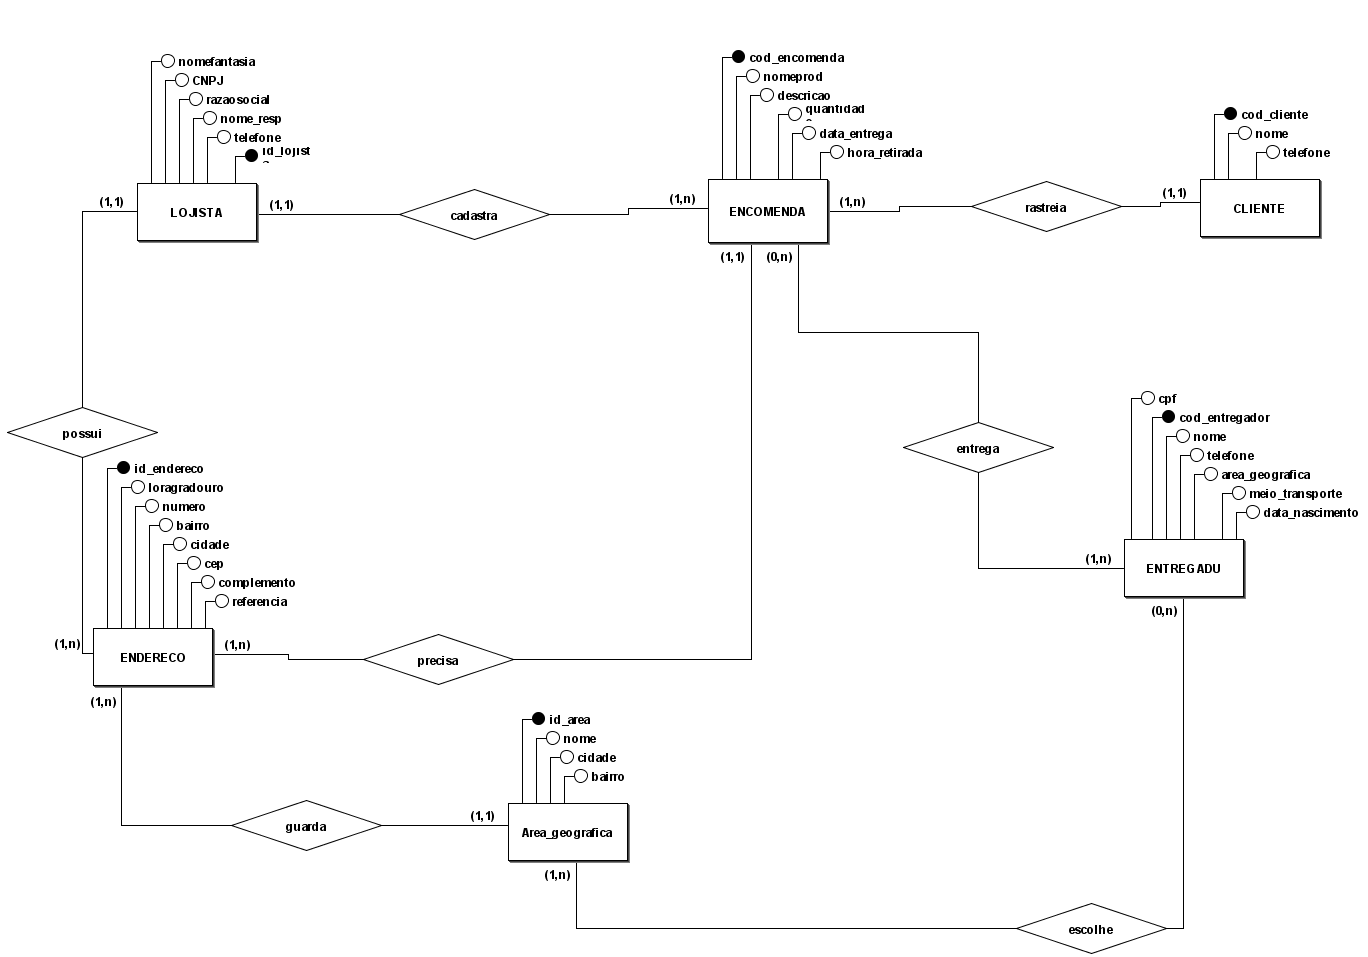 nomefantasia
CNPJ
razaosocial
nome_resp
telefone
id_lojist
LOJISTA
(1,1)
(1,1)
cadastra
(1,n)
cod_encomenda
nomeprod
descricao
quantidad
data_entrega
hora_retirada
ENCOMENDA
(1,n)
(1,1)
(0,n)
rastreia
(1,1)
cod_cliente
nome
telefone
CLIENTE
possui
entrega
cpf
cod_entregador
nome
telefone
area_geografica
meio_transporte
data_nascimento
ENTREGADU
(1,n)
(0,n)
id_endereco
loragradouro
numero
bairro
cidade
cep
complemento
referencia
ENDERECO
(1,n)
(1,n)
(1,n)
precisa
id_area
nome
cidade
bairro
Area_geografica
guarda
(1,1)
(1,n)
escolhe